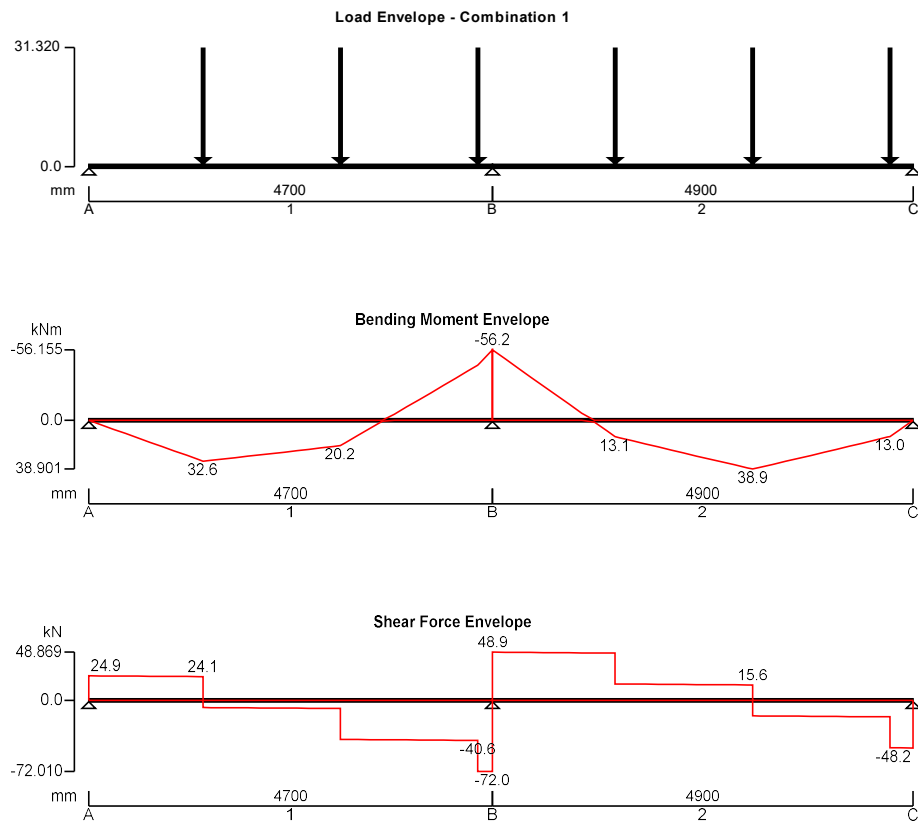 Load Envelope - Combination 1
31.320
0.0
mm 4700 4900
A 1 B 2 C
Bending Moment Envelope
kNm
-56.155 -56.2
0.0
32.6 20.2 13.1 38.9 13.0
38.901
mm 4700 4900
A 1 B 2 C
Shear Force Envelope
kN
48.869 48.9
24.9 24.1 15.6
0.0
-40.6 -48.2
-72.010 -72.0
mm 4700 4900
A 1 B 2 C